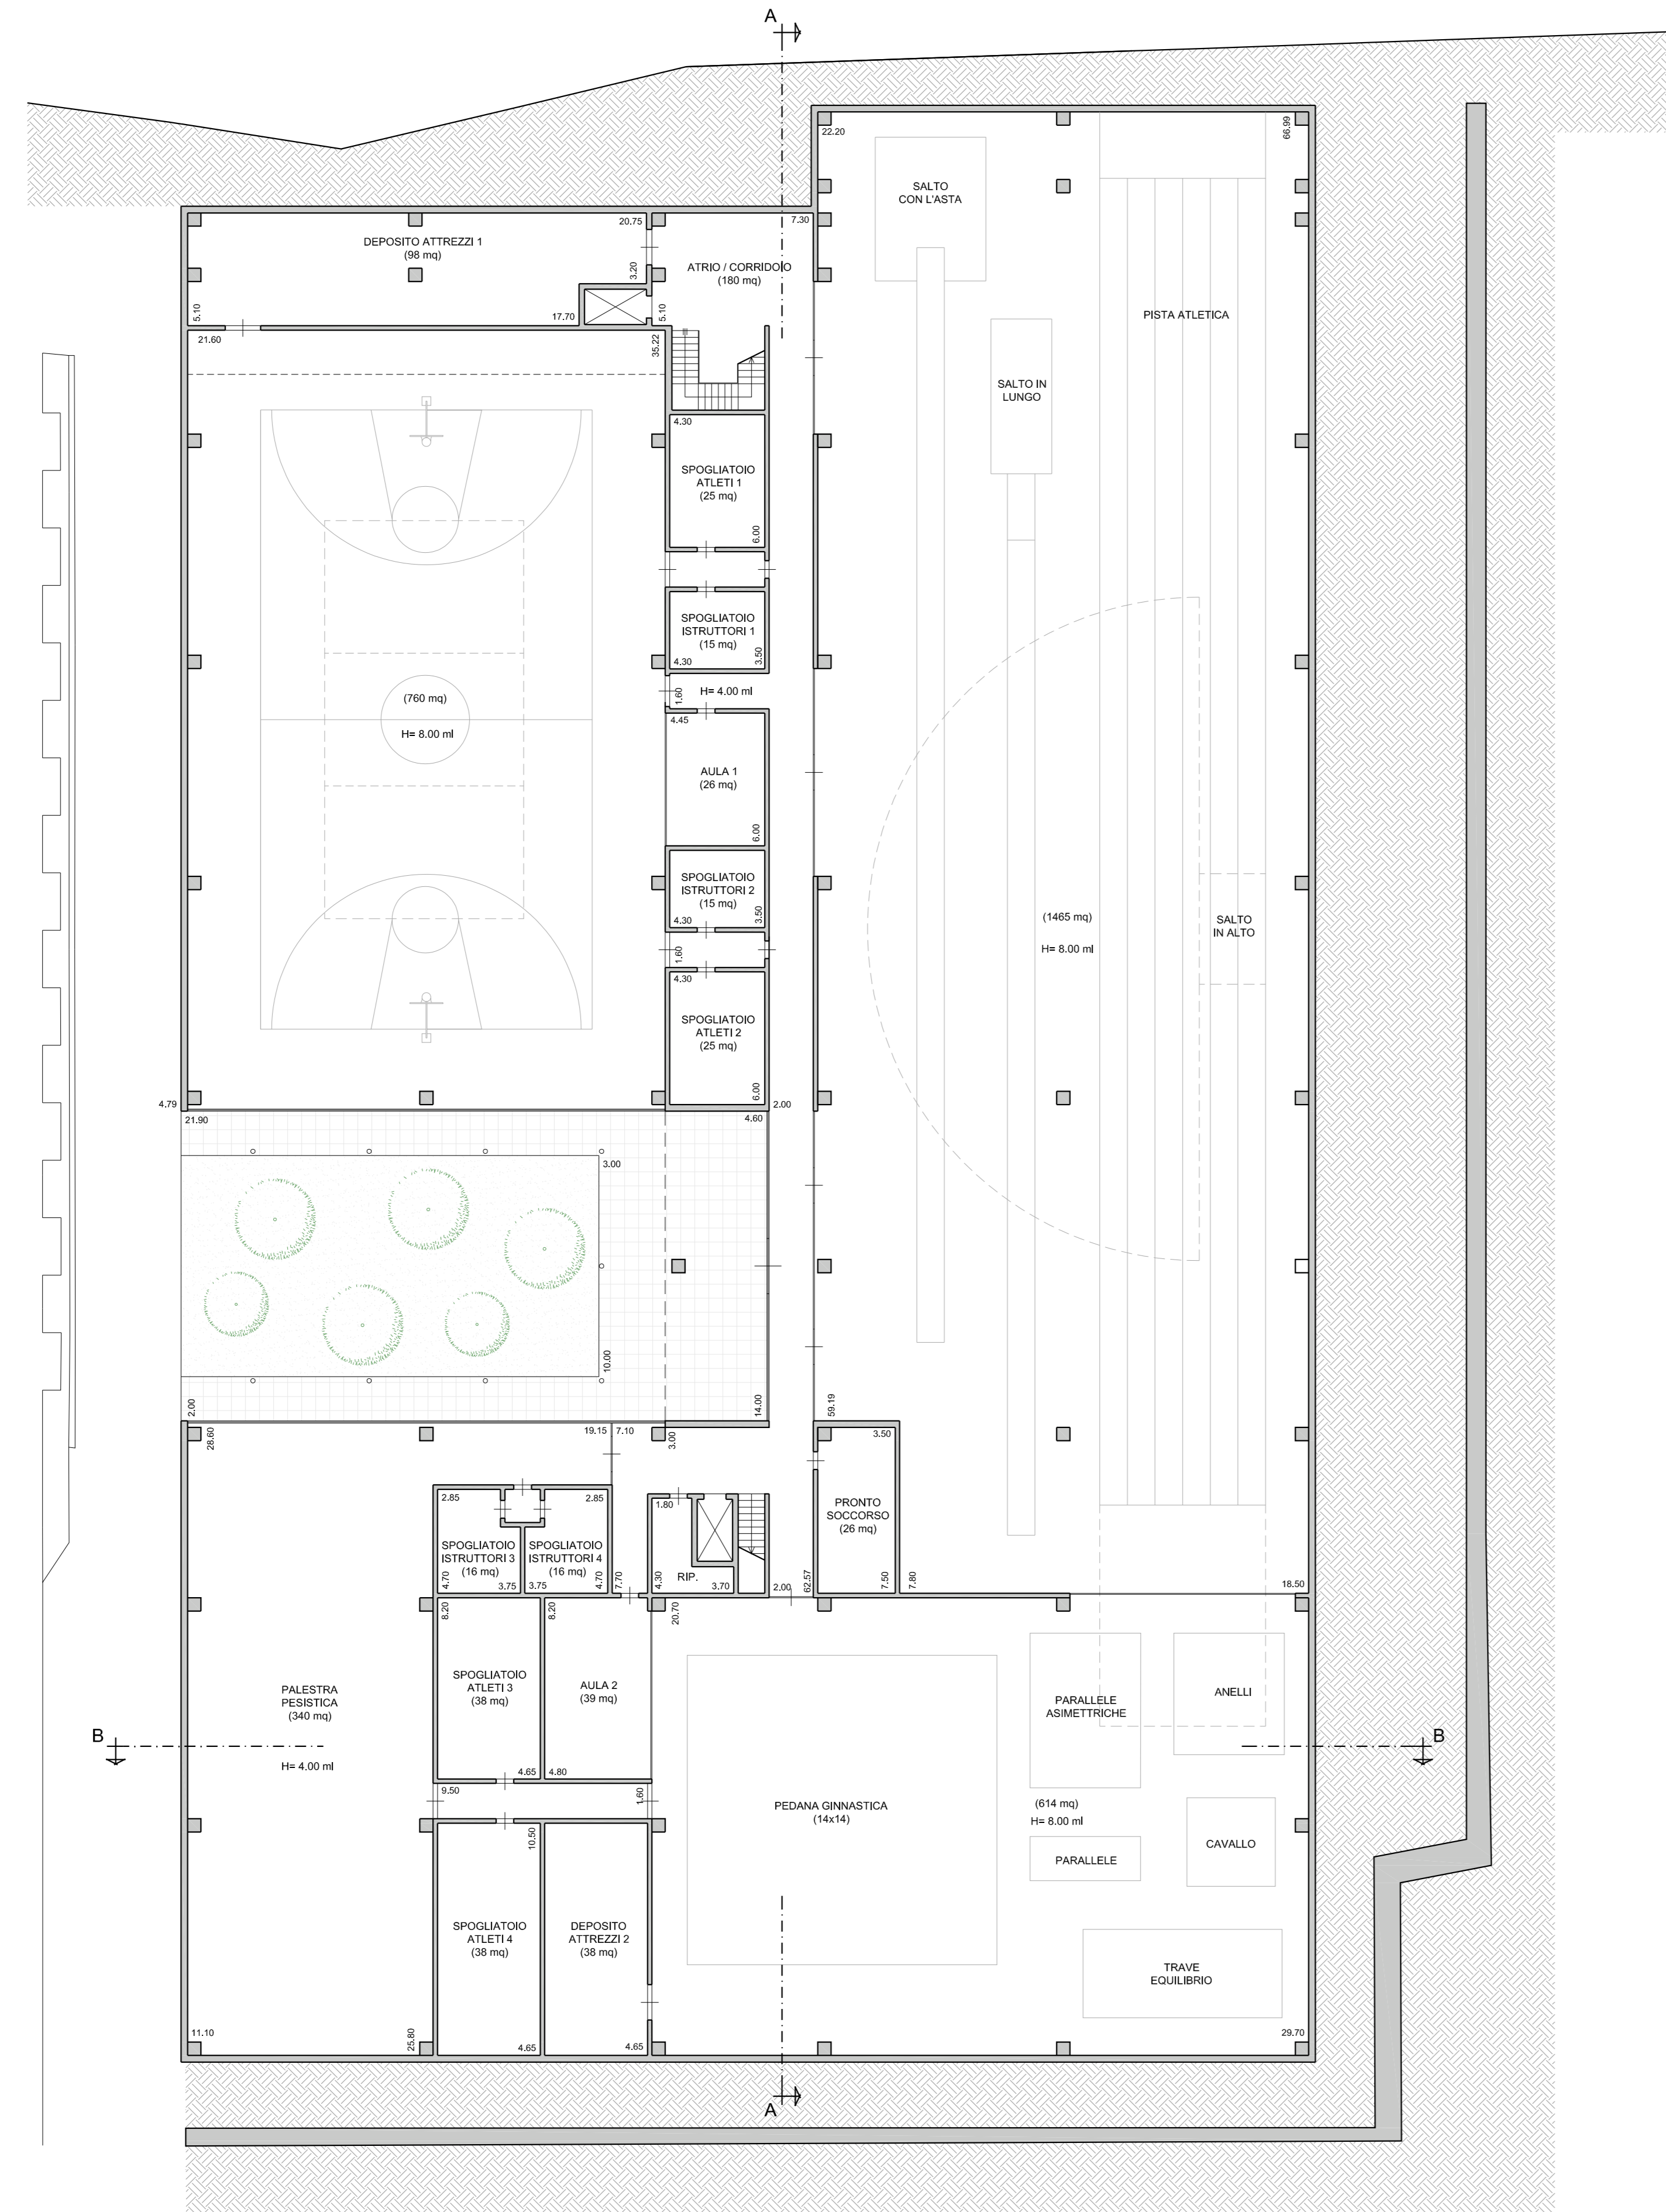 A
22.20
66.99
SALTO
CON L'ASTA
20.75
7.30
DEPOSITO ATTREZZI 1
(98 mq)
3.20
ATRIO / CORRIDOIO
(180 mq)
5.10
17.70
5.10
PISTA ATLETICA
21.60
35.22
SALTO IN
LUNGO
4.30
SPOGLIATOIO
ATLETI 1
(25 mq)
6.00
SPOGLIATOIO
ISTRUTTORI 1
(15 mq)
4.30
3.50
(760 mq)
1.60
H= 4.00 ml
4.45
H= 8.00 ml
AULA 1
(26 mq)
6.00
SPOGLIATOIO
ISTRUTTORI 2
(15 mq)
4.30
3.50
(1465 mq)
H= 8.00 ml
SALTO
IN ALTO
1.60
4.30
SPOGLIATOIO
ATLETI 2
(25 mq)
6.00
4.79
21.90
2.00
4.60
3.00
10.00
2.00
14.00
59.19
28.60
19.15
7.10
3.00
3.50
2.85
2.85
1.80
PRONTO
SOCCORSO
(26 mq)
SPOGLIATOIO
ISTRUTTORI 3
(16 mq)
SPOGLIATOIO
ISTRUTTORI 4
(16 mq)
4.70
3.75
3.75
4.70
7.70
4.30
RIP.
3.70
2.00
62.57
7.50
7.80
18.50
8.20
8.20
20.70
PALESTRA
PESISTICA
(340 mq)
H= 4.00 ml
SPOGLIATOIO
ATLETI 3
(38 mq)
AULA 2
(39 mq)
PARALLELE
ASIMETTRICHE
ANELLI
B
B
4.65
4.80
9.50
1.60
PEDANA GINNASTICA
(14x14)
(614 mq)
H= 8.00 ml
10.50
CAVALLO
PARALLELE
SPOGLIATOIO
ATLETI 4
(38 mq)
DEPOSITO
ATTREZZI 2
(38 mq)
TRAVE
EQUILIBRIO
11.10
25.80
4.65
4.65
29.70
A